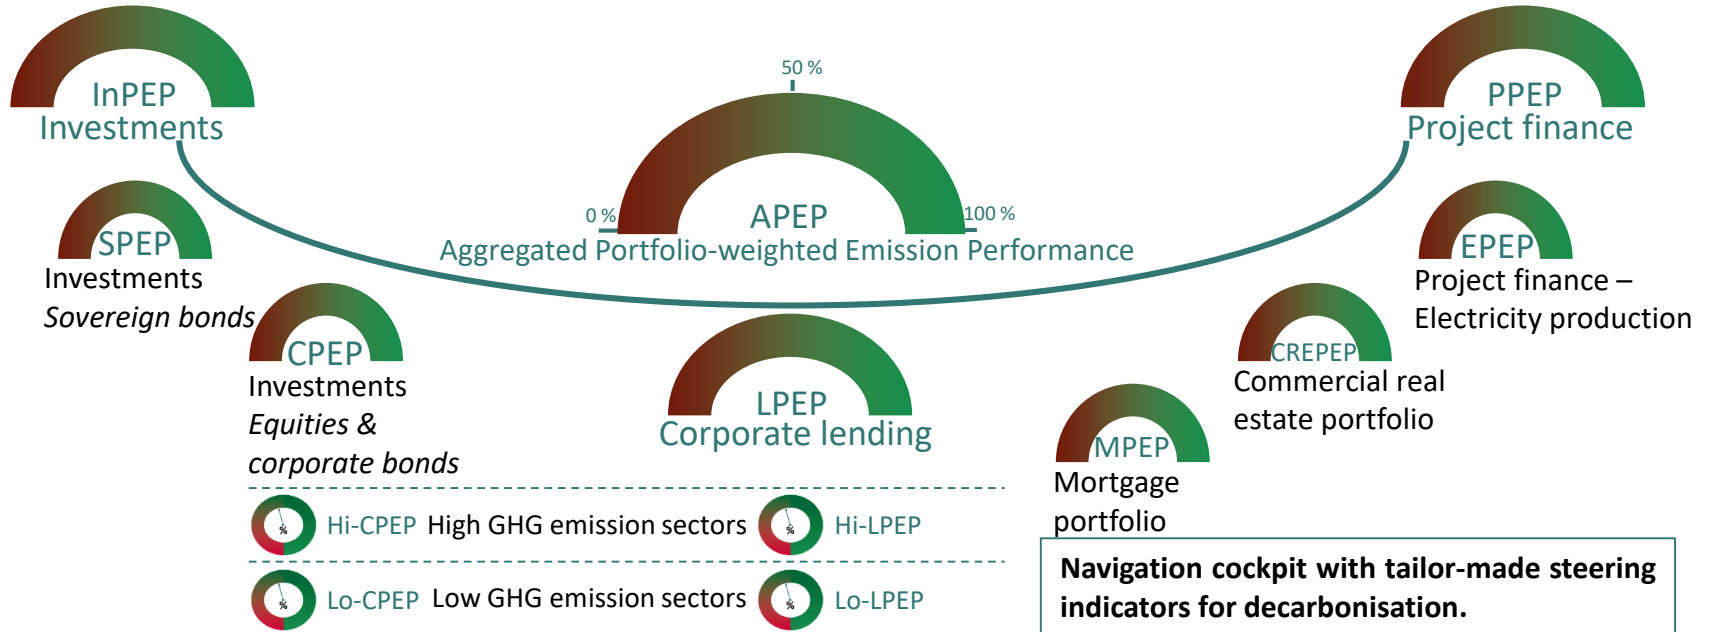 InPEP
Investments
50 %
0 %
100 %
APEP
Aggregated Portfolio-weighted Emission Performance
PPEP
Project finance
SPEP
Investments
Sovereign bonds
CPEP
Investments
Equities &
corporate bonds
LPEP
Corporate lending
MPEP
Mortgage
portfolio
CREPEP
Commercial real
estate portfolio
EPEP
Project finance –
Electricity production
% Hi-CPEP High GHG emission sectors % Hi-LPEP
% Lo-CPEP Low GHG emission sectors % Lo-LPEP
Navigation cockpit with tailor-made steering
indicators for decarbonisation.